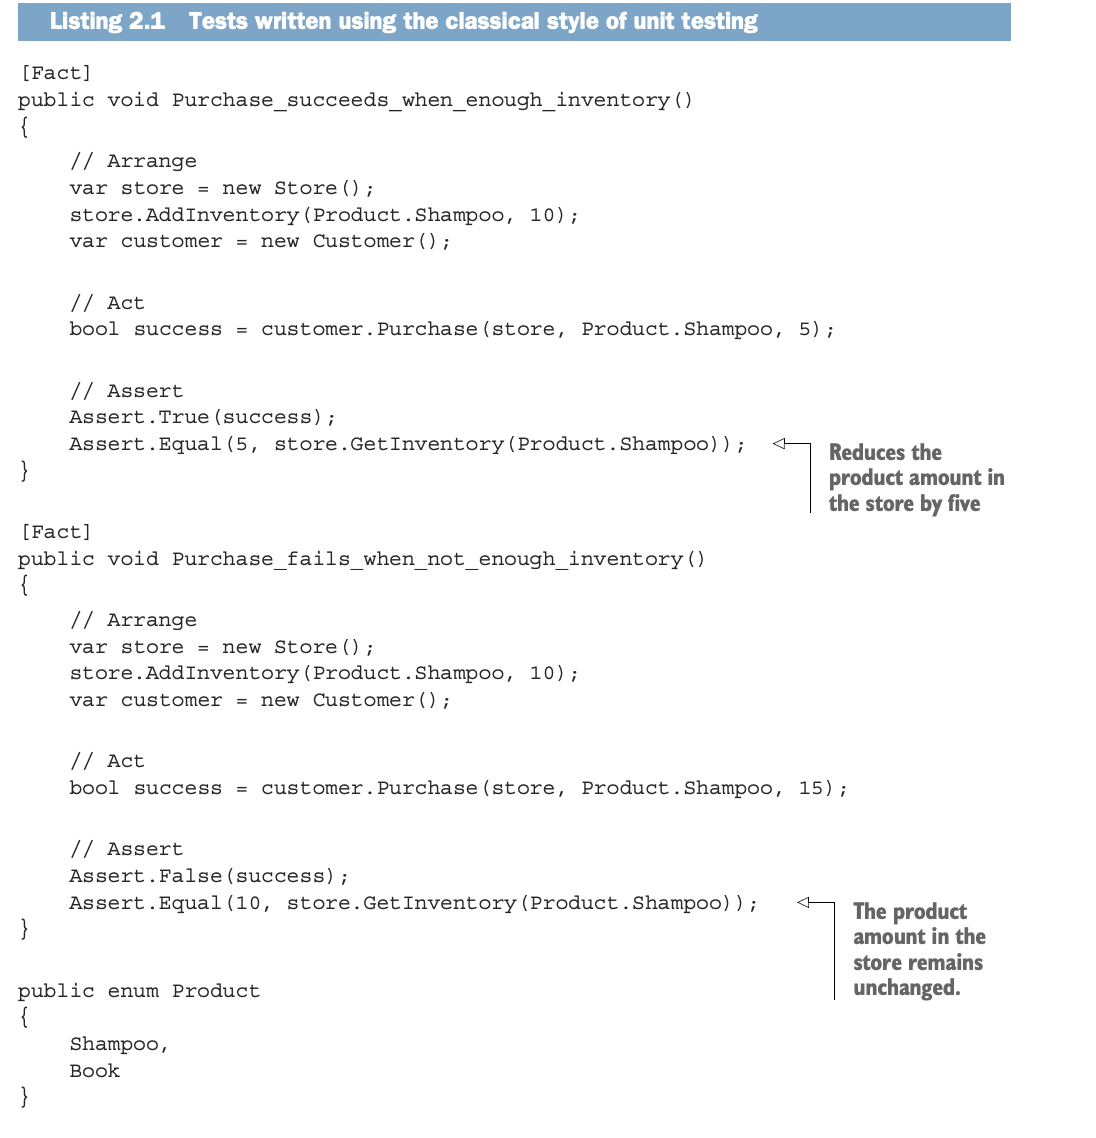 Listing 2.1 Tests written using the classical style of unit testing
[Fact]
public void Purchase_succeeds_when_enough_inventory()
{
// Arrange
var store = new Store();
store.AddInventory(Product.Shampoo, 10);
var customer = new Customer();
// Act
bool success = customer.Purchase(store, Product.Shampoo, 5);
// Assert
Assert.True(success);
Assert.Equal(5, store.GetInventory(Product.Shampoo));
Reduces the
product amount in
the store by five
}
[Fact]
public void Purchase_fails_when_not_enough_inventory()
{
// Arrange
var store = new Store();
store.AddInventory(Product.Shampoo, 10);
var customer = new Customer();
// Act
bool success = customer.Purchase(store, Product.Shampoo, 15);
// Assert
Assert.False(success);
Assert.Equal(10, store.GetInventory(Product.Shampoo));
The product
amount in the
store remains
unchanged.
}
public enum Product
{
Shampoo,
Book
}